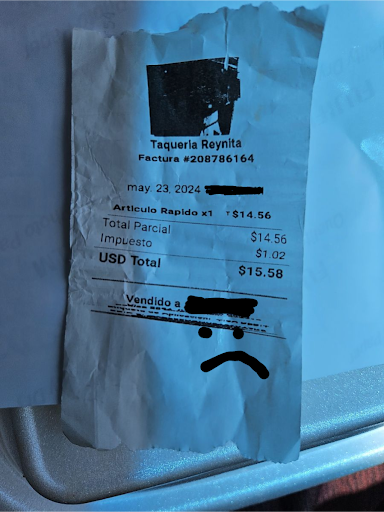 Taqueria Reynita
Factura #208786164
may. 23, 2024
Articulo Rapido x1 T $14.56
Total Parcial $14.56
Impuesto $1.02
USD Total $15.58
Vendido a